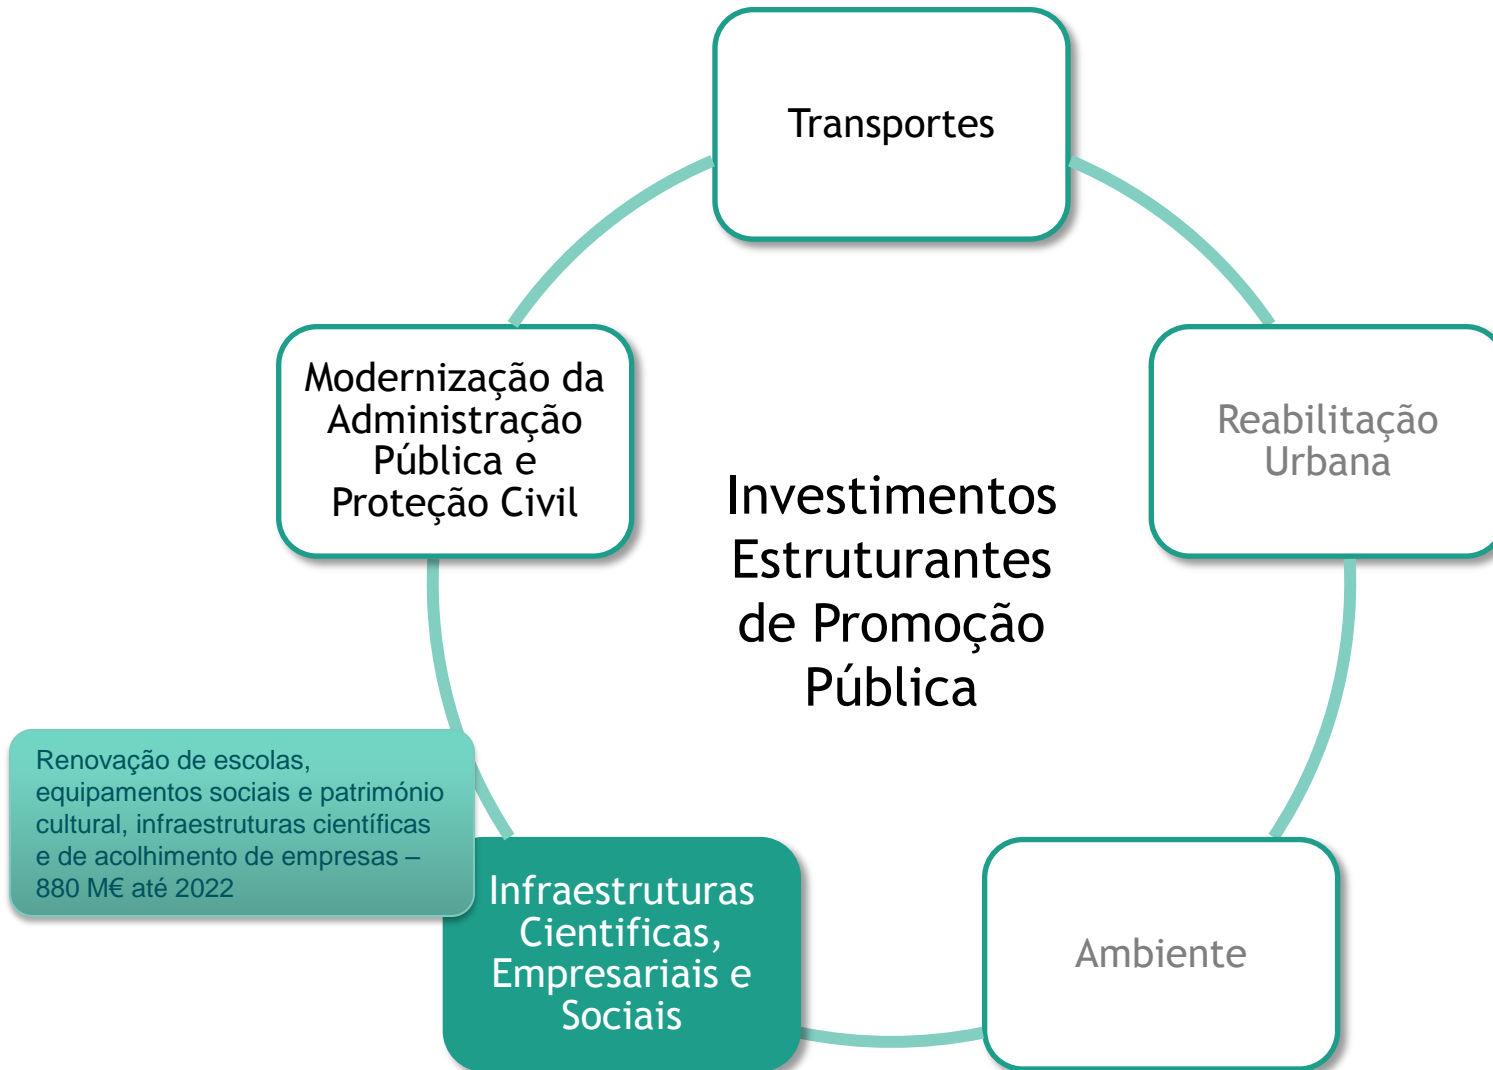 Transportes
Modernização da
Administração
Pública e
Proteção Civil
Reabilitação
Urbana
Investimentos
Estruturantes
de Promoção
Pública
Renovação de escolas,
equipamentos sociais e património
cultural, infraestruturas científicas
e de acolhimento de empresas –
880 M€ até 2022
Infraestruturas
Cientificas,
Empresariais e
Sociais
Ambiente